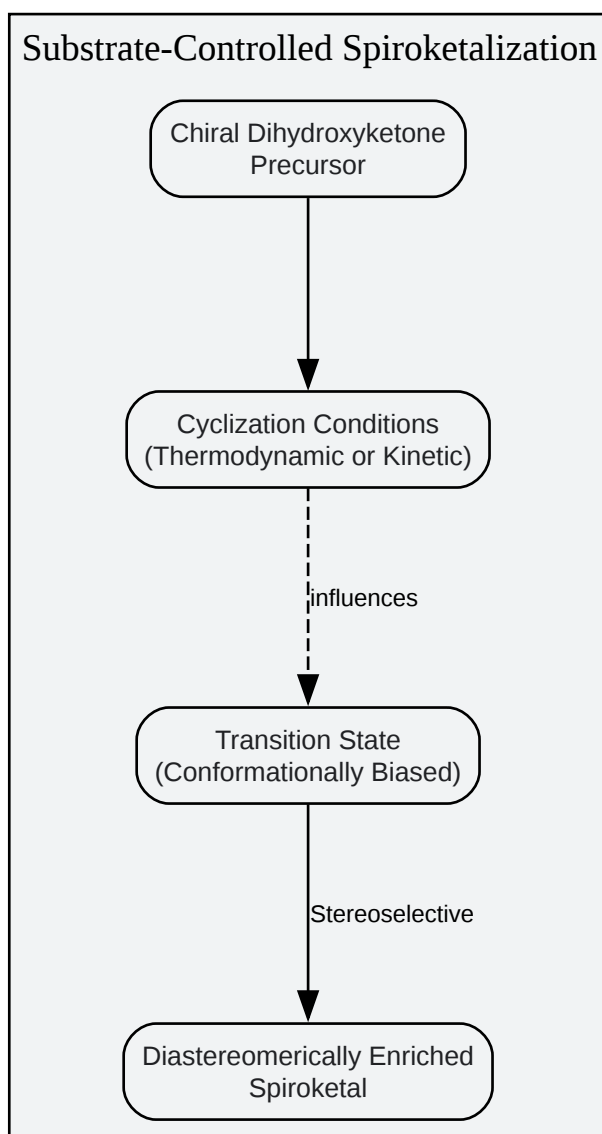 Substrate-Controlled Spiroketalization
Chiral Dihydroxyketone
Precursor
Cyclization Conditions
(Thermodynamic or Kinetic)
influences
Transition State
(Conformationally Biased)
Stereoselective
Diastereomerically Enriched
Spiroketal